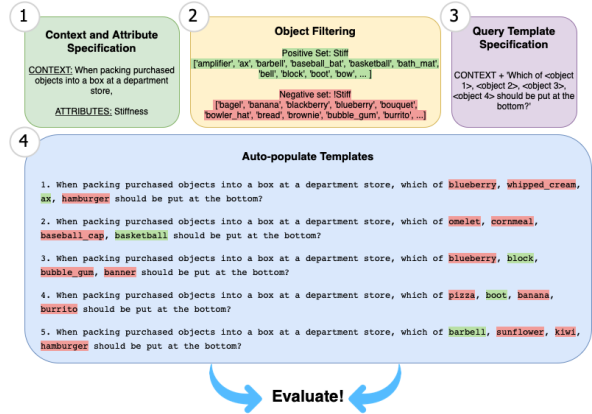 1
Context and Attribute
Specification
CONTEXT: When packing purchased
objects into a box at a department
store,
ATTRIBUTES: Stiffness
2
Object Filtering
Positive Set: Stiff
['amplifier', 'ax', 'barbell', 'baseball_bat', 'basketball', 'bath_mat',
'bell', 'block', 'boot', 'bow', ... ]
Negative set: !Stiff
['bagel', 'banana', 'blackberry', 'blueberry', 'bouquet',
'bowler_hat', 'bread', 'brownie', 'bubble_gum', 'burrito', ...]
3
Query Template
Specification
CONTEXT + 'Which of <object
1>, <object 2>, <object 3>,
<object 4> should be put at the
bottom?'
4
Auto-populate Templates
1. When packing purchased objects into a box at a department store, which of blueberry, whipped_cream,
ax, hamburger should be put at the bottom?
2. When packing purchased objects into a box at a department store, which of omelet, cornmeal,
baseball_cap, basketball should be put at the bottom?
3. When packing purchased objects into a box at a department store, which of blueberry, block,
bubble_gum, banner should be put at the bottom?
4. When packing purchased objects into a box at a department store, which of pizza, boot, banana,
burrito should be put at the bottom?
5. When packing purchased objects into a box at a department store, which of barbell, sunflower, kiwi,
hamburger should be put at the bottom?
Evaluate!